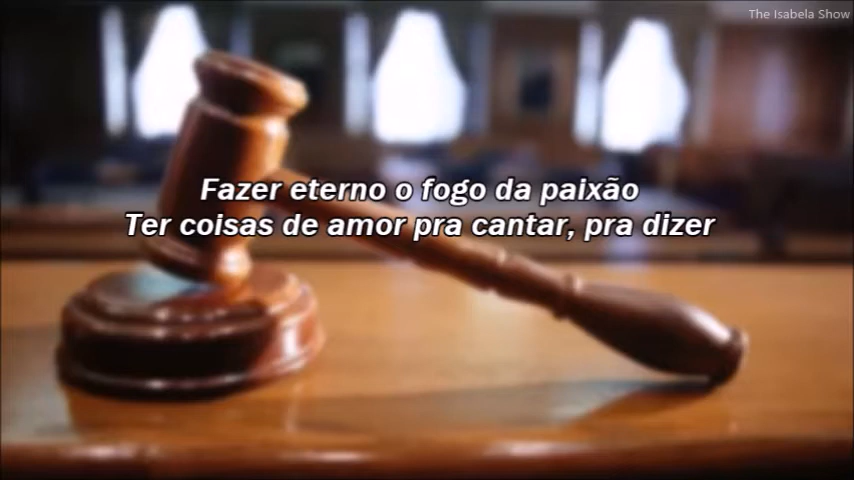 The Isabela Show
Fazer eterno o fogo da paixão
Ter coisas de amor pra cantar, pra dizer